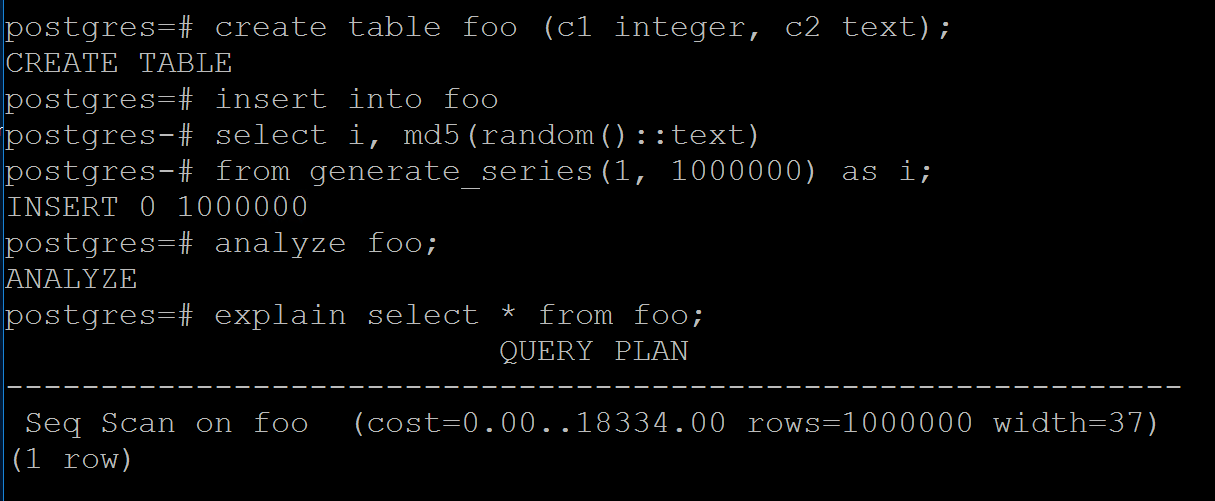 postgres=# create table foo (c1 integer, c2 text);
CREATE TABLE
postgres=# insert into foo
postgres-# select i, md5(random()::text)
postgres-# from generate_series(1, 1000000) as i;
INSERT 0 1000000
postgres=# analyze foo;
ANALYZE
postgres=# explain select * from foo;
QUERY PLAN
--------------------------------------------------------------
Seq Scan on foo  (cost=0.00..18334.00 rows=1000000 width=37)
(1 row)